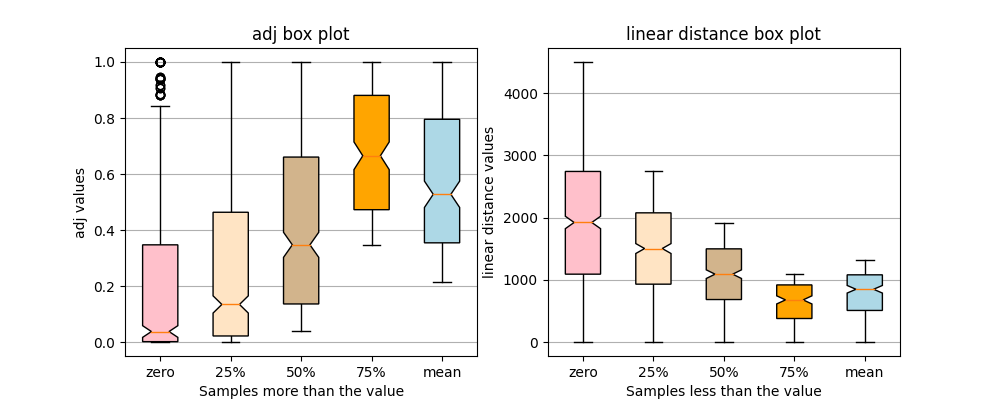 adj box plot
adj values
1.0
0.8
0.6
0.4
0.2
0.0
zero 25% 50% 75% mean
Samples more than the value
linear distance box plot
linear distance values
4000
3000
2000
1000
0
zero 25% 50% 75% mean
Samples less than the value